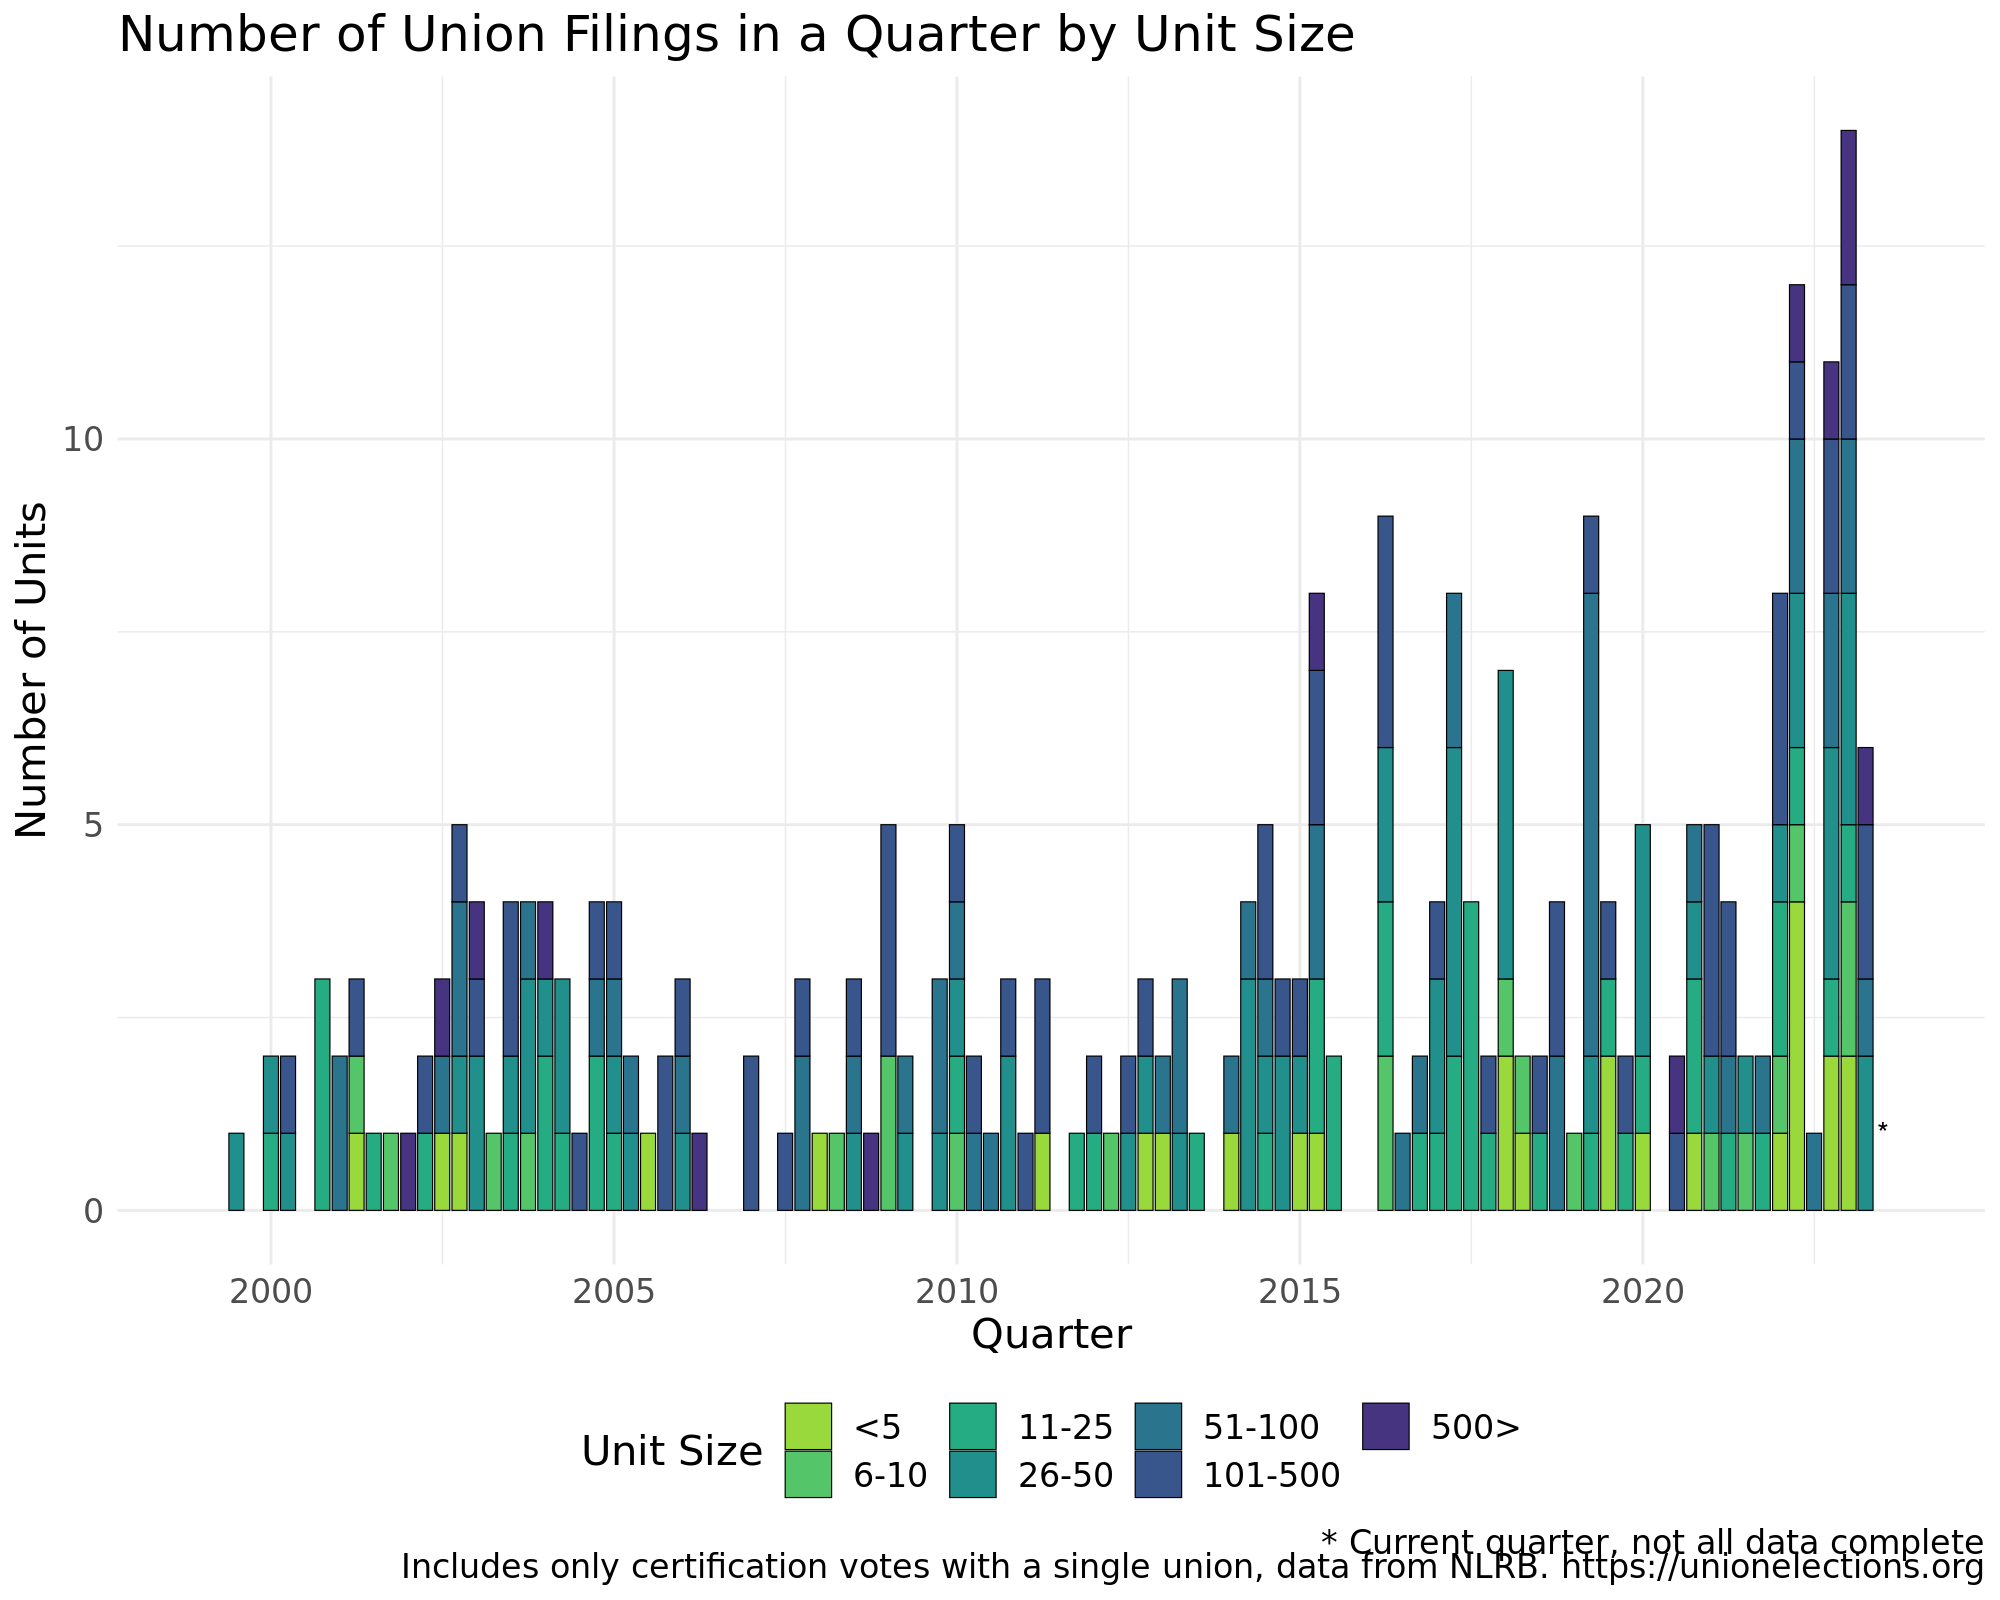 Number of Union Filings in a Quarter by Unit Size
Number of Units
10
5
0
*
2000 2005 2010 2015 2020
Quarter
Unit Size
<5 11-25 51-100 500>
6-10 26-50 101-500
* Current quarter, not all data complete
Includes only certification votes with a single union, data from NLRB. https://unionelections.org